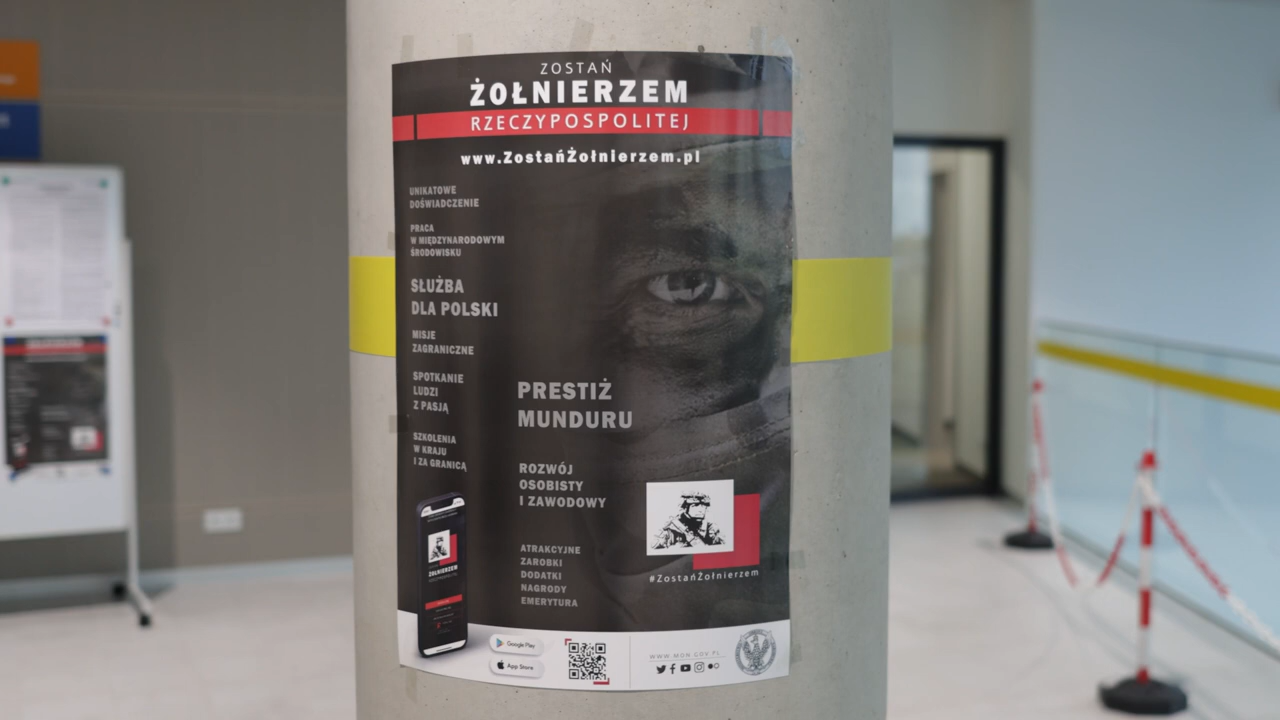 ZOSTAŃ
ŻOŁNIERZEM
RZECZYPOSPOLITEJ
www.ZostańŻołnierzem.pl
UNIKATOWE
DOŚWIADCZENIE
PRACA
W MIĘDZYNARODOWYM
ŚRODOWISKU
SŁUŻBA
DLA POLSKI
MISJE
ZAGRANICZNE
SPOTKANIE
LUDZI
Z PASJĄ
SZKOLENIA
W KRAJU
I ZA GRANICĄ
PRESTIŻ
MUNDURU
ROZWÓJ
OSOBISTY
I ZAWODOWY
ATRAKCYJNE
ZAROBKI
DODATKI
NAGRODY
EMERYTURA
#ZostańŻołnierzem
ŻOŁNIERZEM
RZECZYPOSPOLITEJ
Google Play
App Store
WWW.MON.GOV.PL